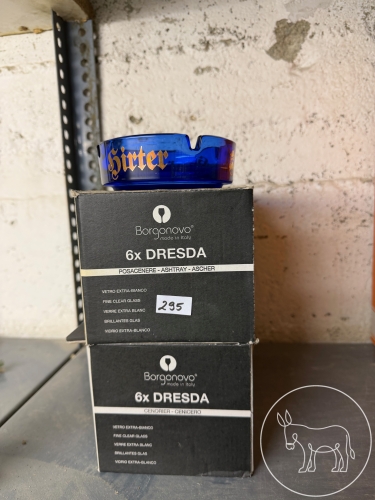 Hirter
Borgonovo®
made in Italy
6x DRESDA
POSACENERE - ASHTRAY - ASCHER
VETRO EXTRA-BIANCO
FINE CLEAR GLASS
VERRE EXTRA BLANC
BRILLANTES GLAS
VIDRIO EXTRA-BLANCO
295
Borgonovo®
made in Italy
6x DRESDA
CENDRIER - CENICERO
VETRO EXTRA-BIANCO
FINE CLEAR GLASS
VERRE EXTRA BLANC
BRILLANTES GLAS
VIDRIO EXTRA-BLANCO